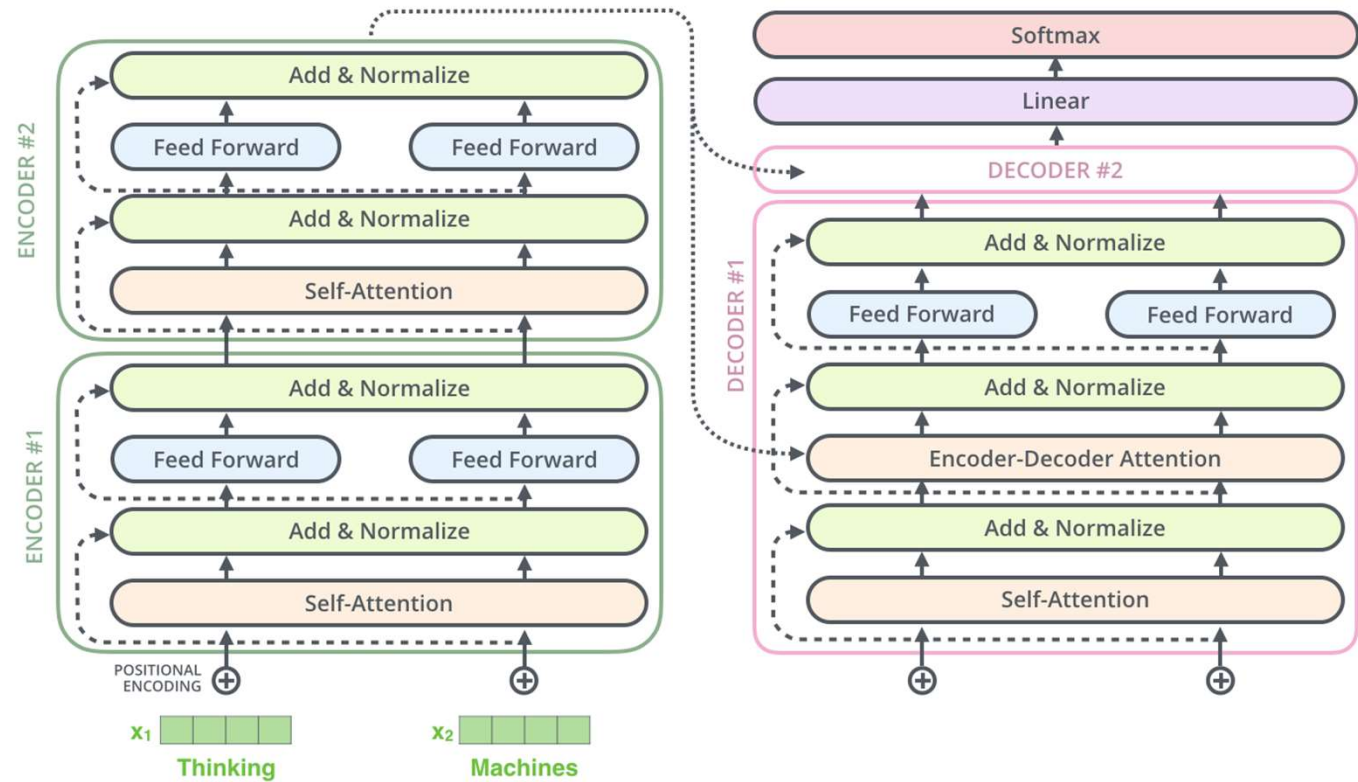 ENCODER #2
Add & Normalize
Feed Forward
Feed Forward
Add & Normalize
Self-Attention
ENCODER #1
Add & Normalize
Feed Forward
Feed Forward
Add & Normalize
Self-Attention
POSITIONAL
ENCODING
x₁
x₂
Thinking
Machines
Softmax
Linear
DECODER #2
DECODER #1
Add & Normalize
Feed Forward
Feed Forward
Add & Normalize
Encoder-Decoder Attention
Add & Normalize
Self-Attention